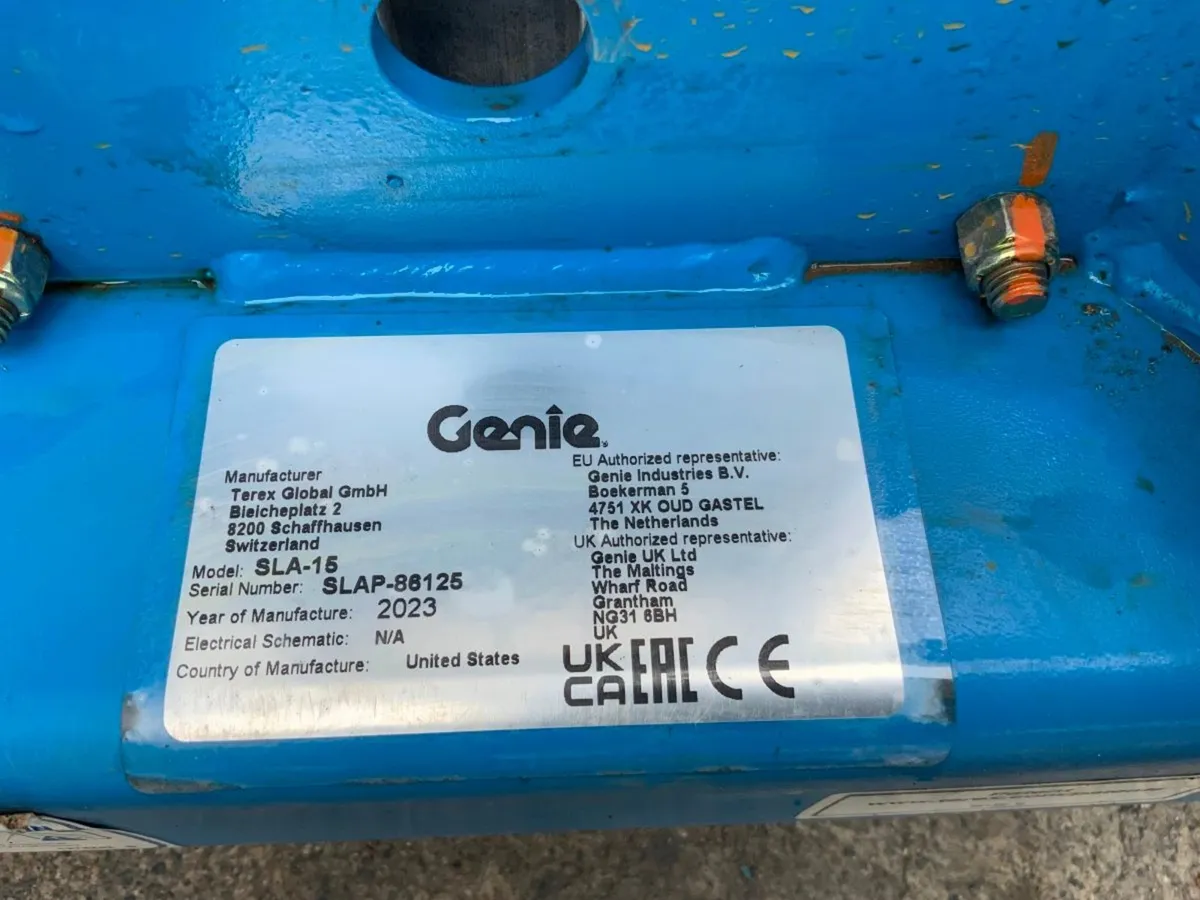 Genie
Manufacturer
Terex Global GmbH
Bleicheplatz 2
8200 Schaffhausen
Switzerland
Model: SLA-15
Serial Number: SLAP-86125
Year of Manufacture: 2023
Electrical Schematic: N/A
Country of Manufacture: United States
EU Authorized representative:
Genie Industries B.V.
Boekerman 5
4751 XK OUD GASTEL
The Netherlands
UK Authorized representative:
Genie UK Ltd
The Maltings
Wharf Road
Grantham
NG31 6BH
UK
UK
CA EAC CE